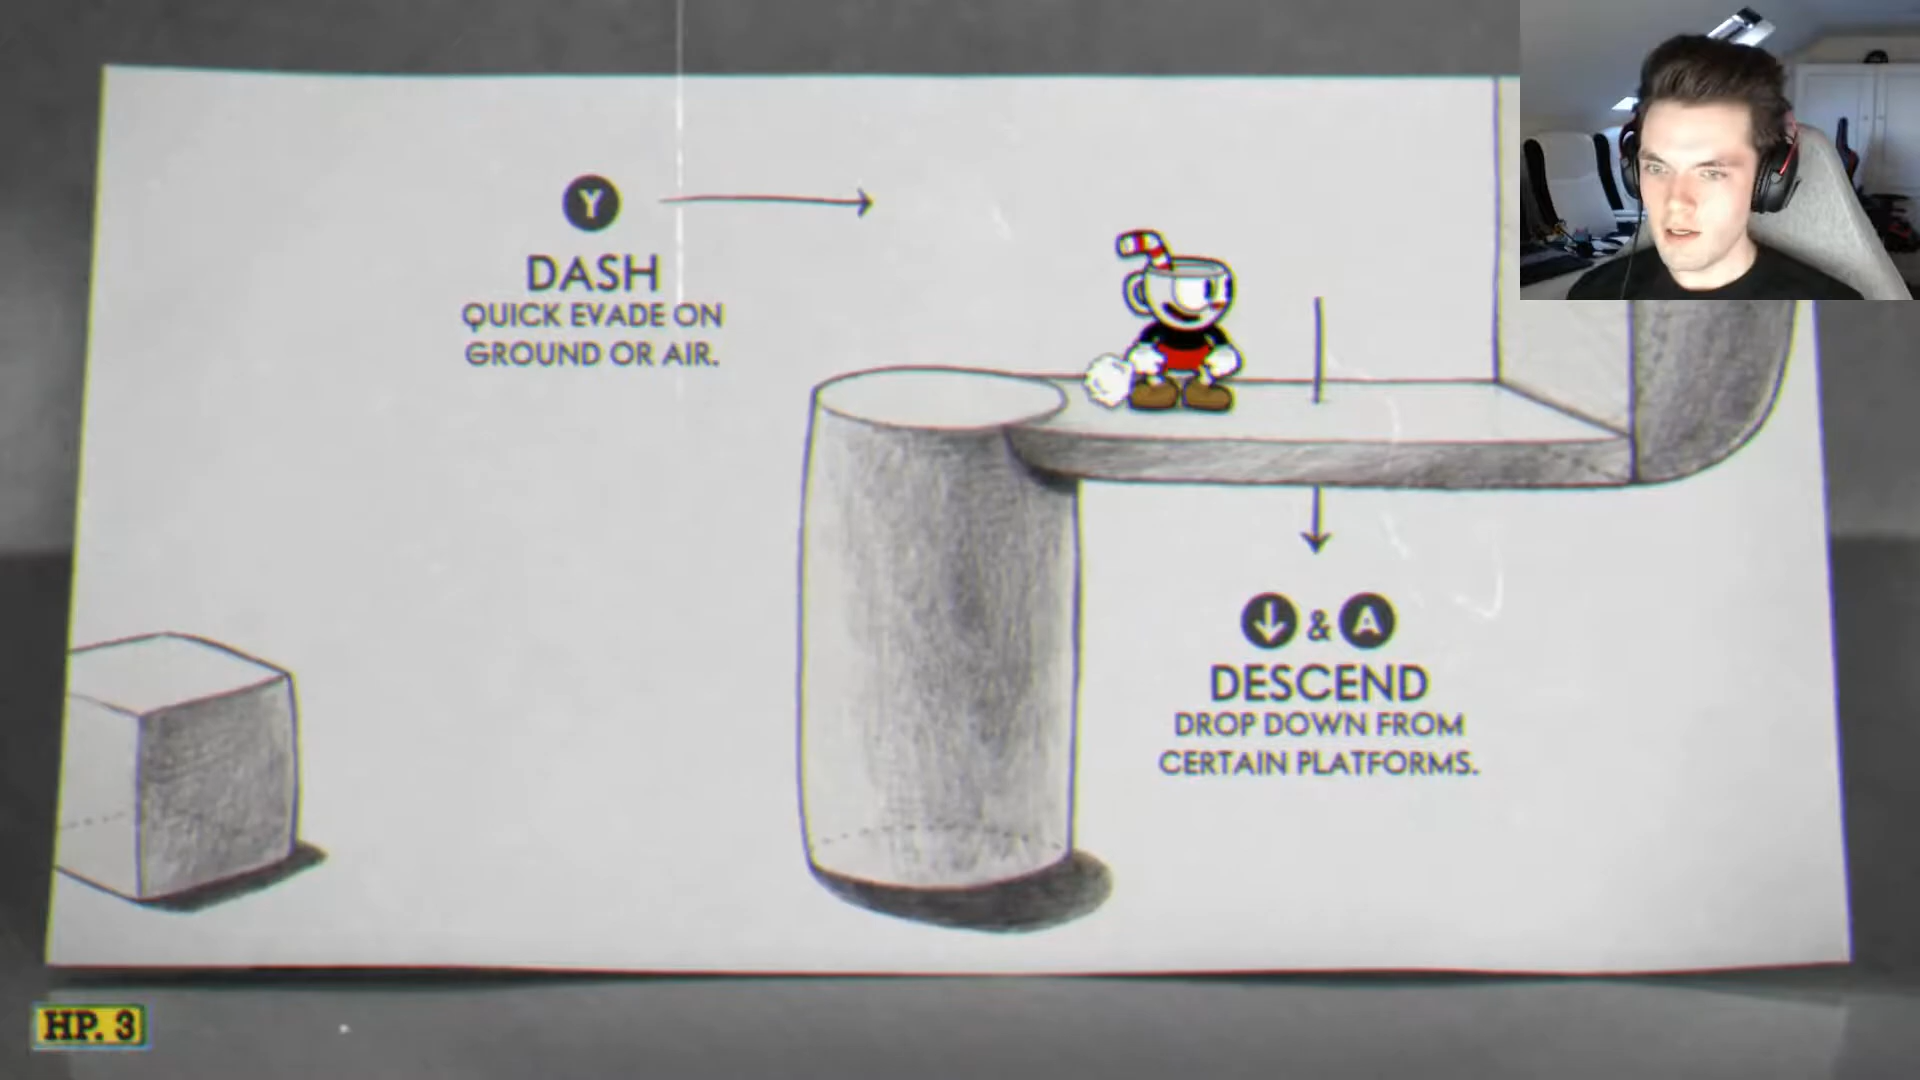 Y
DASH
QUICK EVADE ON
GROUND OR AIR.
↓ & A
DESCEND
DROP DOWN FROM
CERTAIN PLATFORMS.
HP. 3